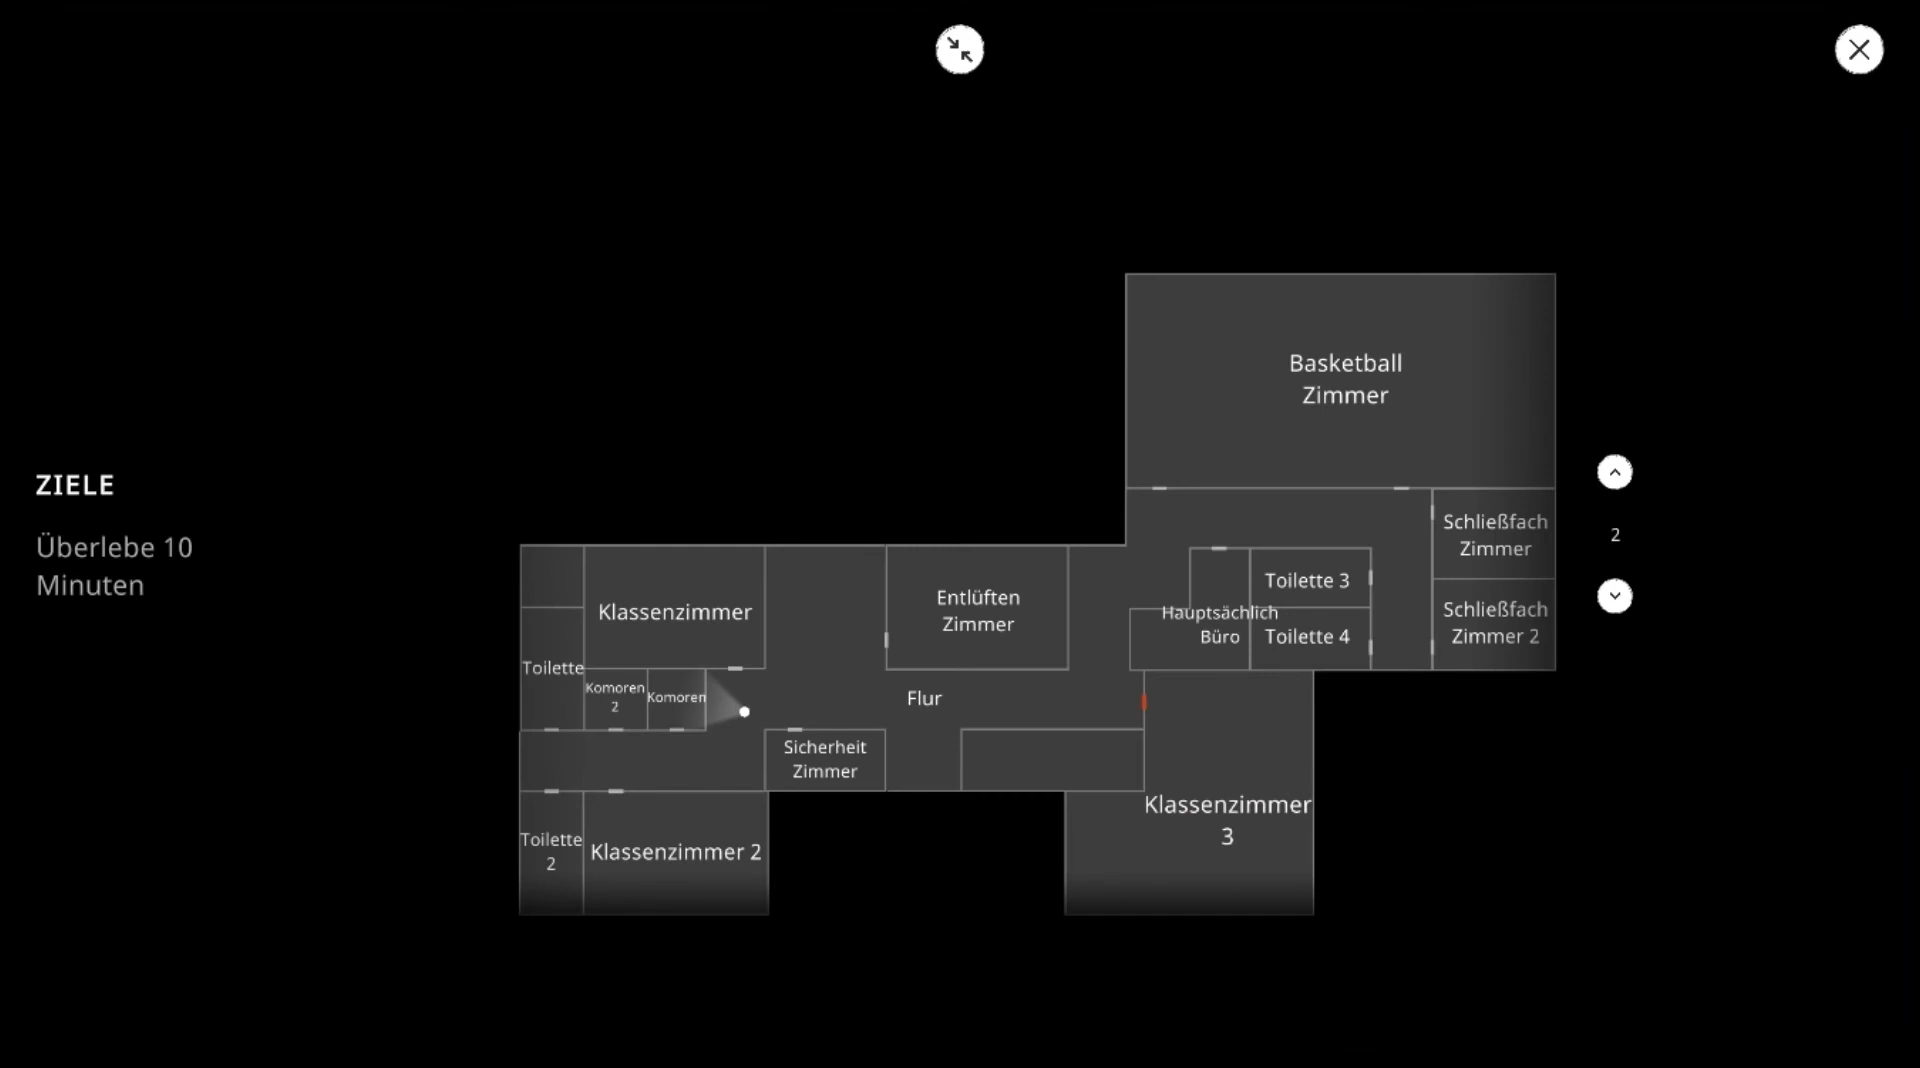 Basketball
Zimmer
ZIELE
Überlebe 10
Minuten
Schließfach
Zimmer
2
Klassenzimmer
Entlüften
Zimmer
Toilette 3
Hauptsächlich
Büro
Toilette 4
Schließfach
Zimmer 2
Toilette
Komoren
2
Komoren
Flur
Sicherheit
Zimmer
Klassenzimmer
3
Toilette
2
Klassenzimmer 2